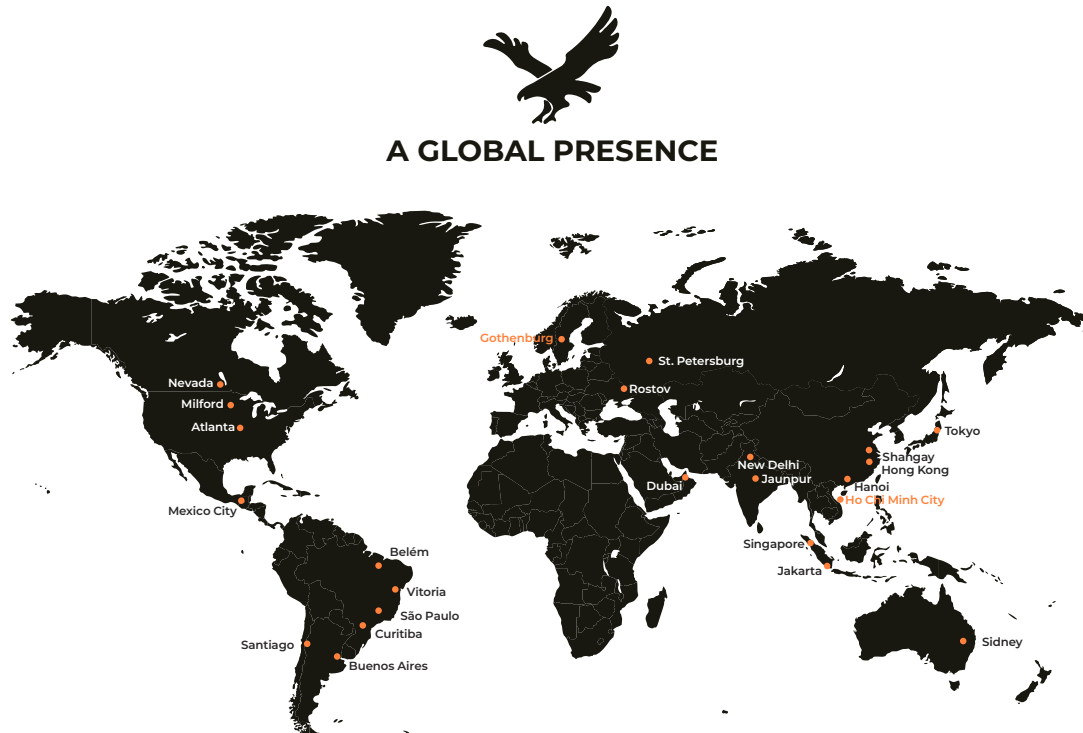 A GLOBAL PRESENCE
Gothenburg
St. Petersburg
Nevada
Rostov
Milford
Atlanta
Tokyo
Shangay
New Delhi
Hong Kong
Jaunpur
Dubai
Hanoi
Ho Chi Minh City
Mexico City
Singapore
Belém
Jakarta
Vitoria
São Paulo
Curitiba
Sidney
Santiago
Buenos Aires